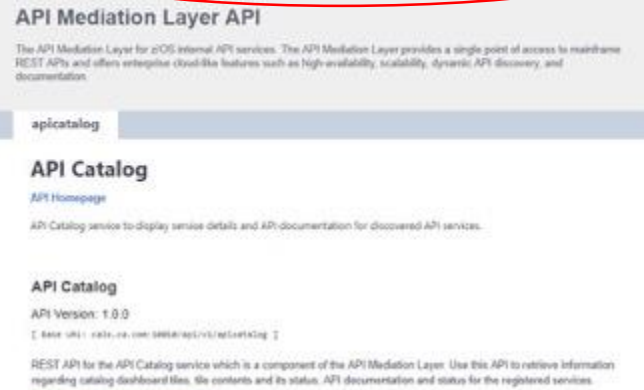 API Mediation Layer API
The API Mediation Layer for z/OS internal API services. The API Mediation Layer provides a single point of access to mainframe
REST APIs and offers enterprise cloud-like features such as high-availability, scalability, dynamic API discovery, and
documentation.
apicatalog
API Catalog
API Homepage
API Catalog service to display service details and API documentation for discovered API services.
API Catalog
API Version: 1.0.0
[ Base URL: /api/v1/apicatalog ]
REST API for the API Catalog service which is a component of the API Mediation Layer. Use this API to retrieve information
regarding catalog dashboard tiles, tile contents and its status, API documentation and status for the registered services.